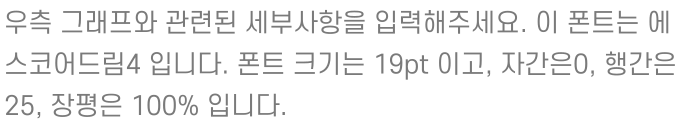 우측 그래프와 관련된 세부사항을 입력해주세요. 이 폰트는 에
스코어드림4 입니다. 폰트 크기는 19pt 이고, 자간은0, 행간은
25, 장평은 100% 입니다.